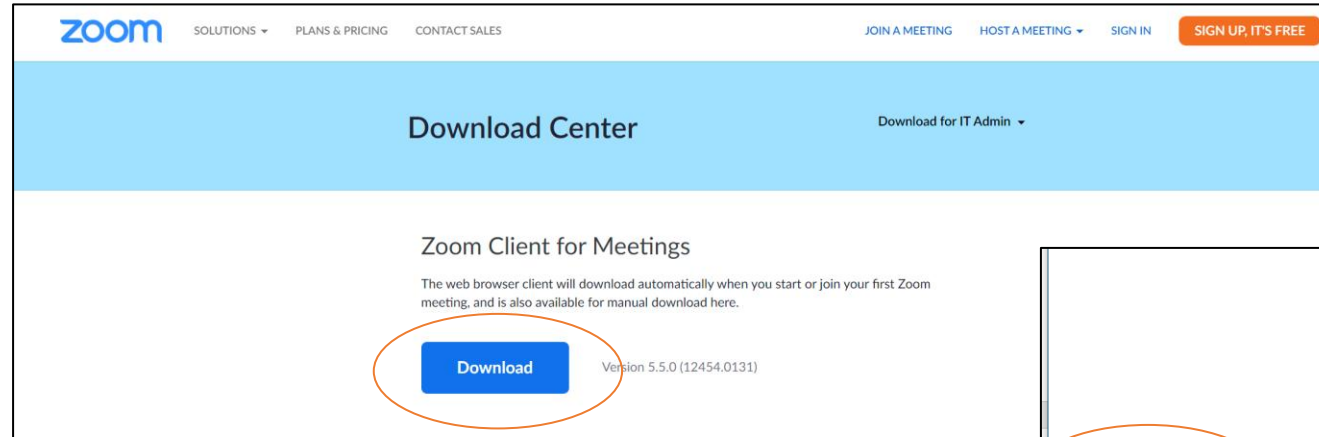 zoom SOLUTIONS PLANS & PRICING CONTACT SALES JOIN A MEETING HOST A MEETING SIGN IN SIGN UP, IT'S FREE
Download Center Download for IT Admin
Zoom Client for Meetings
The web browser client will download automatically when you start or join your first Zoom
meeting, and is also available for manual download here.
Download Version 5.5.0 (12454.0131)